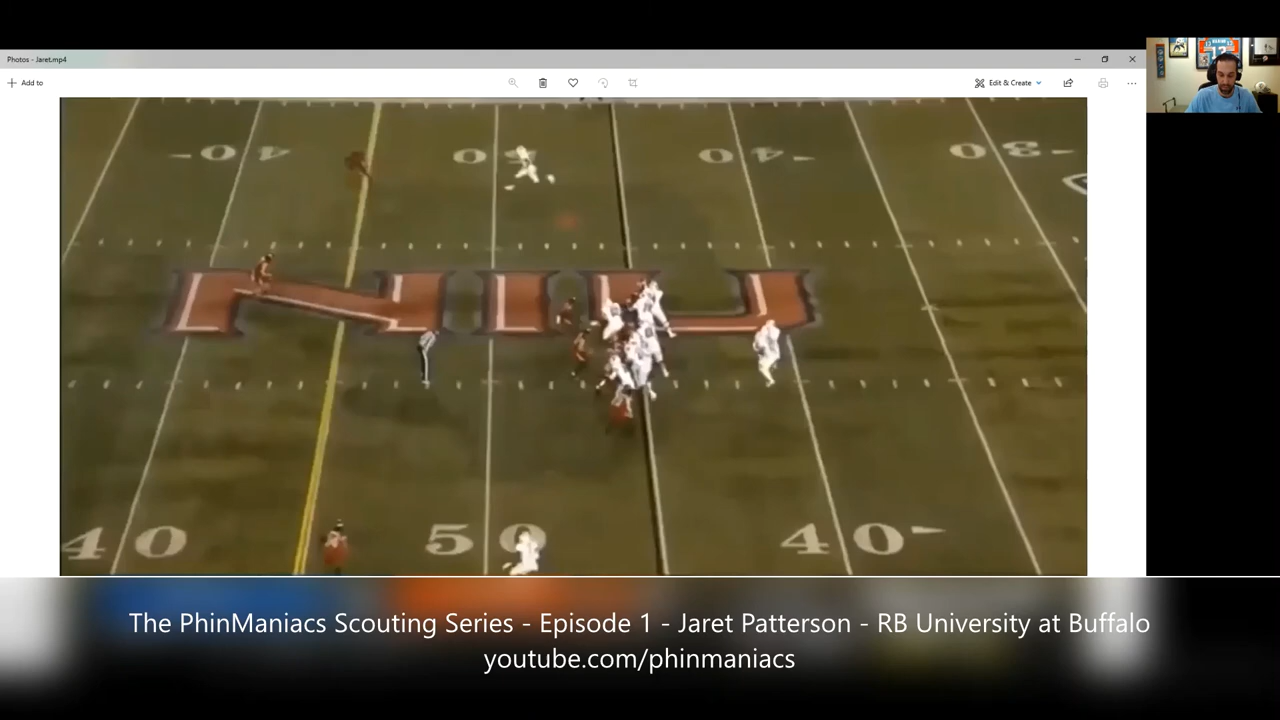 Photos - Jaret.mp4
Add to
Edit & Create
40 50 40 30
NIU
40 50 40
The PhinManiacs Scouting Series - Episode 1 - Jaret Patterson - RB University at Buffalo
youtube.com/phinmaniacs